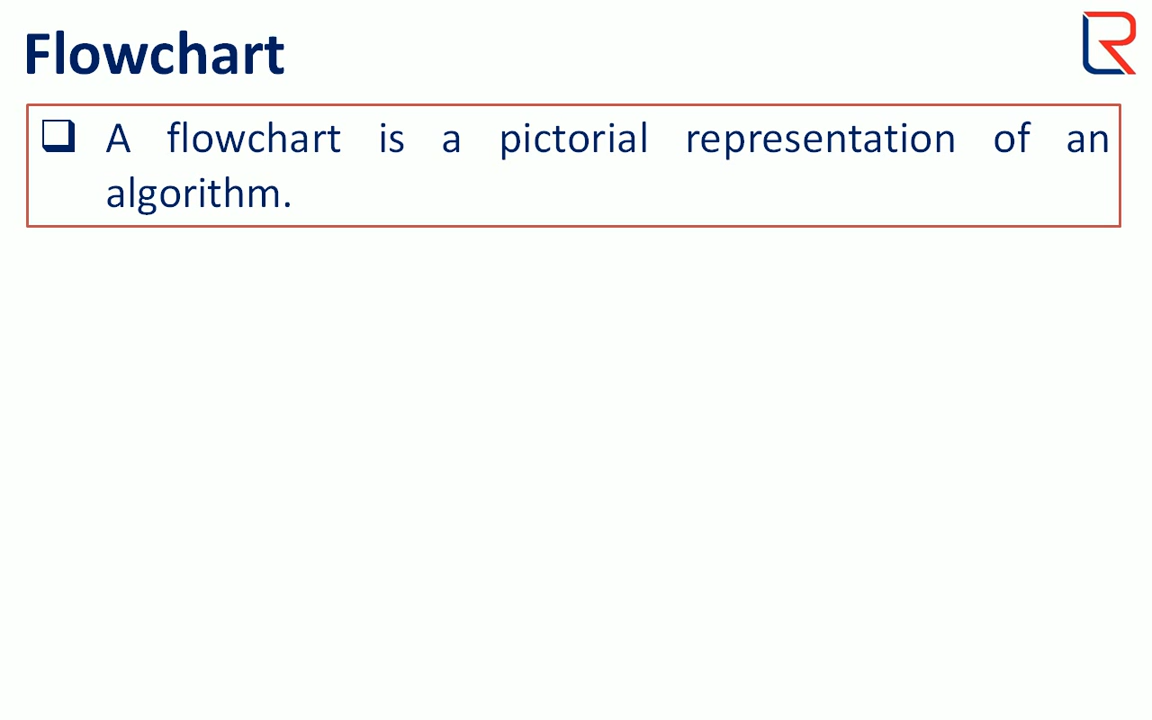 Flowchart
A flowchart is a pictorial representation of an
algorithm.